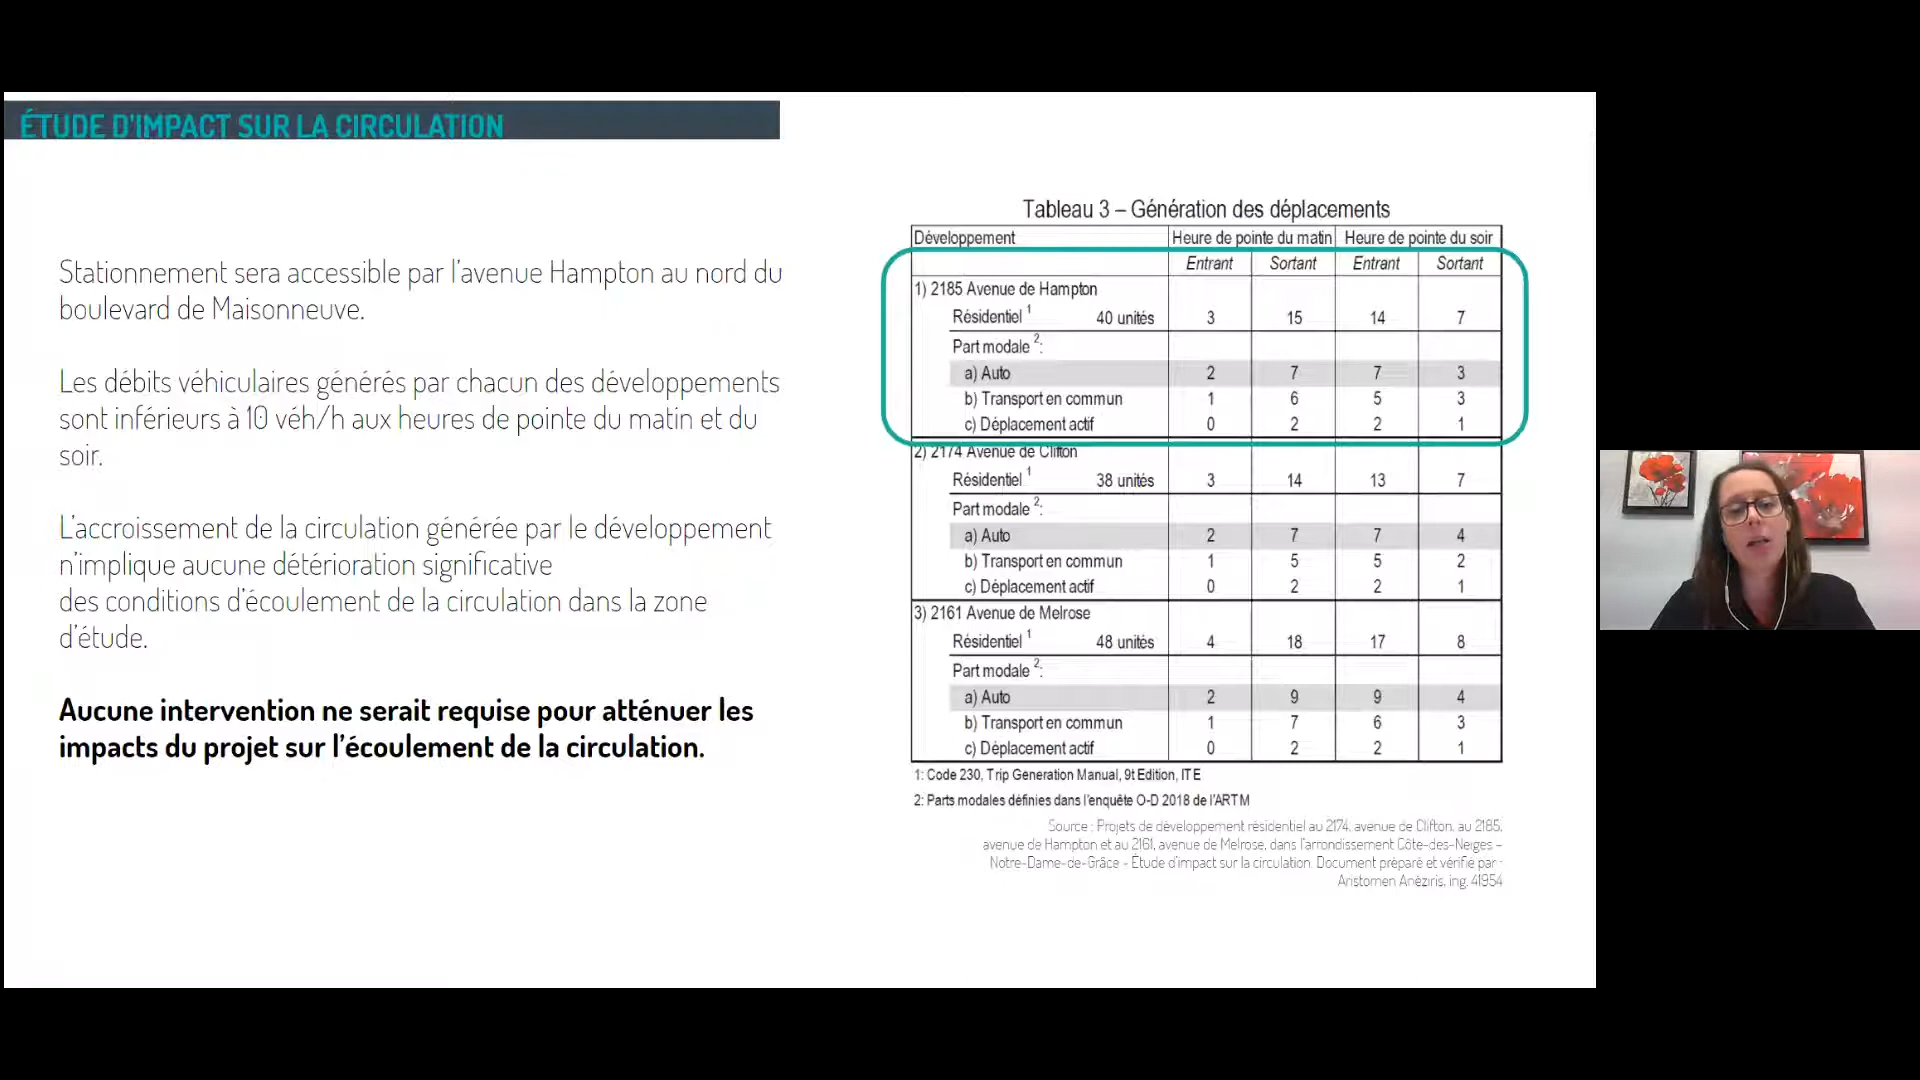 ÉTUDE D'IMPACT SUR LA CIRCULATION
Stationnement sera accessible par l'avenue Hampton au nord du
boulevard de Maisonneuve.
Les débits véhiculaires générés par chacun des développements
sont inférieurs à 10 véh/h aux heures de pointe du matin et du
soir.
L'accroissement de la circulation générée par le développement
n'implique aucune détérioration significative
des conditions d'écoulement de la circulation dans la zone
d'étude.
Aucune intervention ne serait requise pour atténuer les
impacts du projet sur l'écoulement de la circulation.
Tableau 3 – Génération des déplacements
Développement Heure de pointe du matin Heure de pointe du soir
Entrant Sortant Entrant Sortant
1) 2185 Avenue de Hampton
Résidentiel 1 40 unités 3 15 14 7
Part modale 2:
a) Auto 2 7 7 3
b) Transport en commun 1 6 5 3
c) Déplacement actif 0 2 2 1
2) 2174 Avenue de Clifton
Résidentiel 1 38 unités 3 14 13 7
Part modale 2:
a) Auto 2 7 7 4
b) Transport en commun 1 5 5 2
c) Déplacement actif 0 2 2 1
3) 2161 Avenue de Melrose
Résidentiel 1 48 unités 4 18 17 8
Part modale 2:
a) Auto 2 9 9 4
b) Transport en commun 1 7 6 3
c) Déplacement actif 0 2 2 1
1: Code 230, Trip Generation Manual, 9t Edition, ITE
2: Parts modales définies dans l'enquête O-D 2018 de l'ARTM
Source : Projets de développement résidentiel au 2174, avenue de Clifton, au 2185,
avenue de Hampton et au 2161, avenue de Melrose, dans l'arrondissement Côte-des-Neiges –
Notre-Dame-de-Grâce - Étude d'impact sur la circulation. Document préparé et vérifié par -
Aristomen Anéziris, ing. 41954